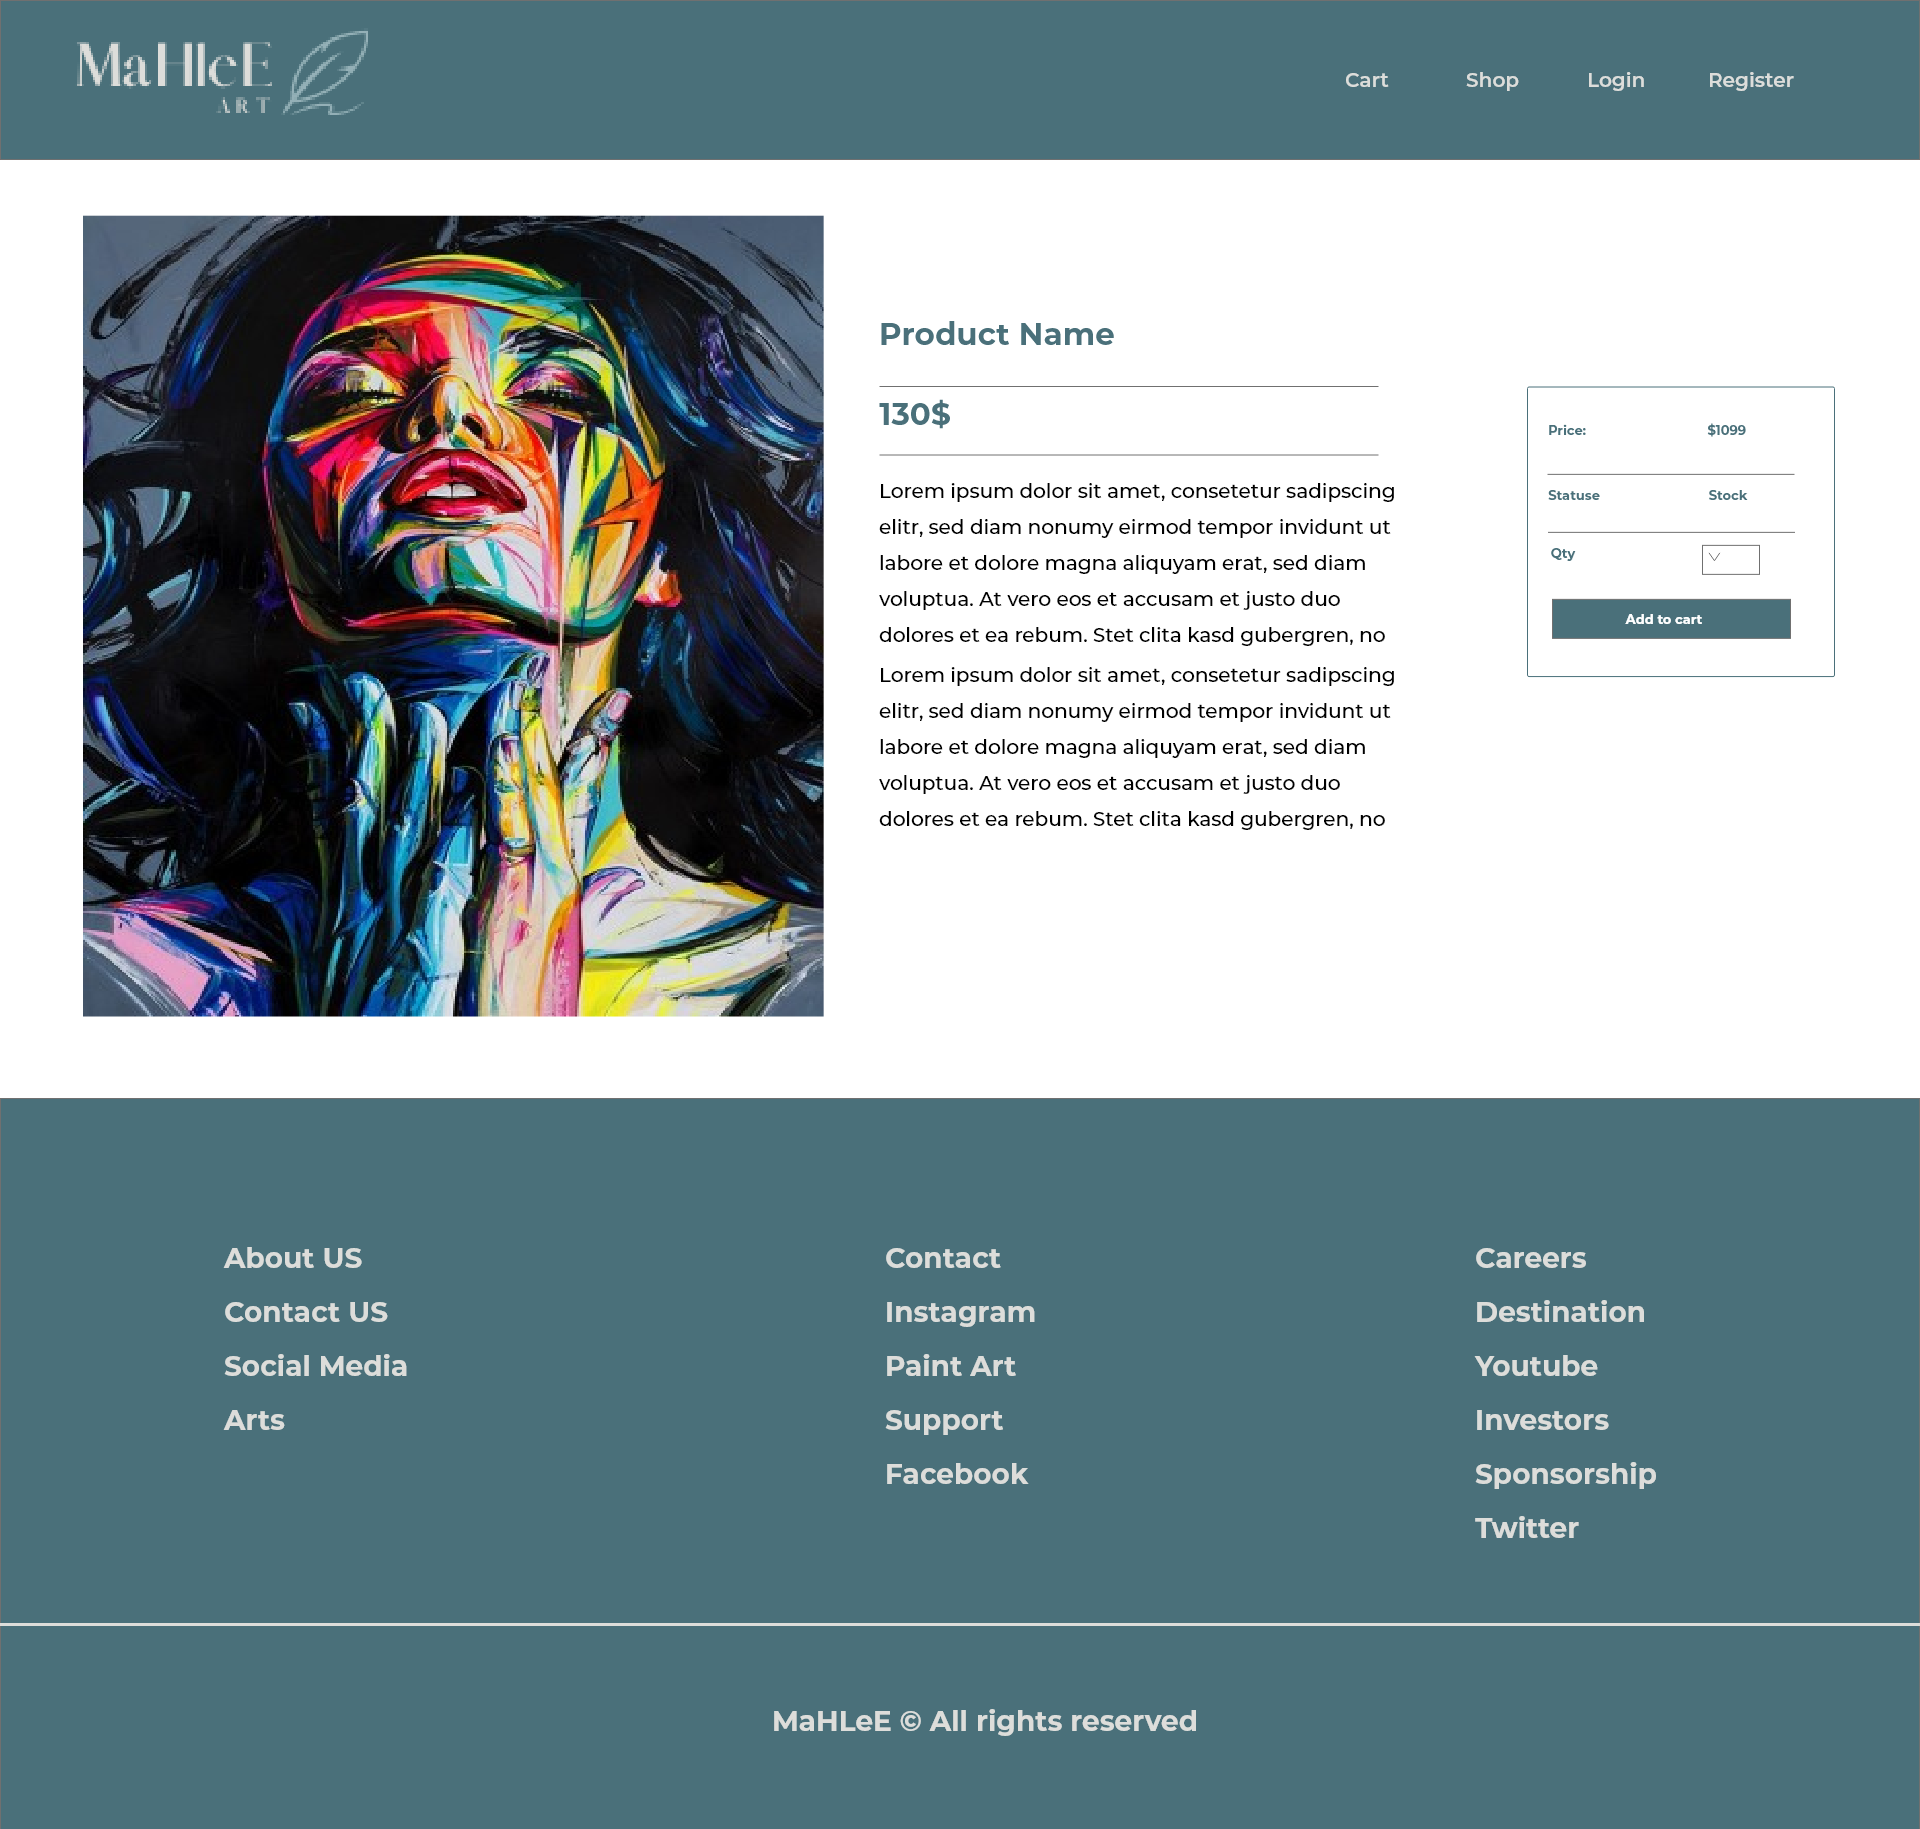 MaHleE
ART
Cart
Shop
Login
Register
Product Name
130$
Lorem ipsum dolor sit amet, consetetur sadipscing
elitr, sed diam nonumy eirmod tempor invidunt ut
labore et dolore magna aliquyam erat, sed diam
voluptua. At vero eos et accusam et justo duo
dolores et ea rebum. Stet clita kasd gubergren, no
Lorem ipsum dolor sit amet, consetetur sadipscing
elitr, sed diam nonumy eirmod tempor invidunt ut
labore et dolore magna aliquyam erat, sed diam
voluptua. At vero eos et accusam et justo duo
dolores et ea rebum. Stet clita kasd gubergren, no
Price: $1099
Statuse Stock
Qty
Add to cart
About US
Contact US
Social Media
Arts
Contact
Instagram
Paint Art
Support
Facebook
Careers
Destination
Youtube
Investors
Sponsorship
Twitter
MaHLeE © All rights reserved